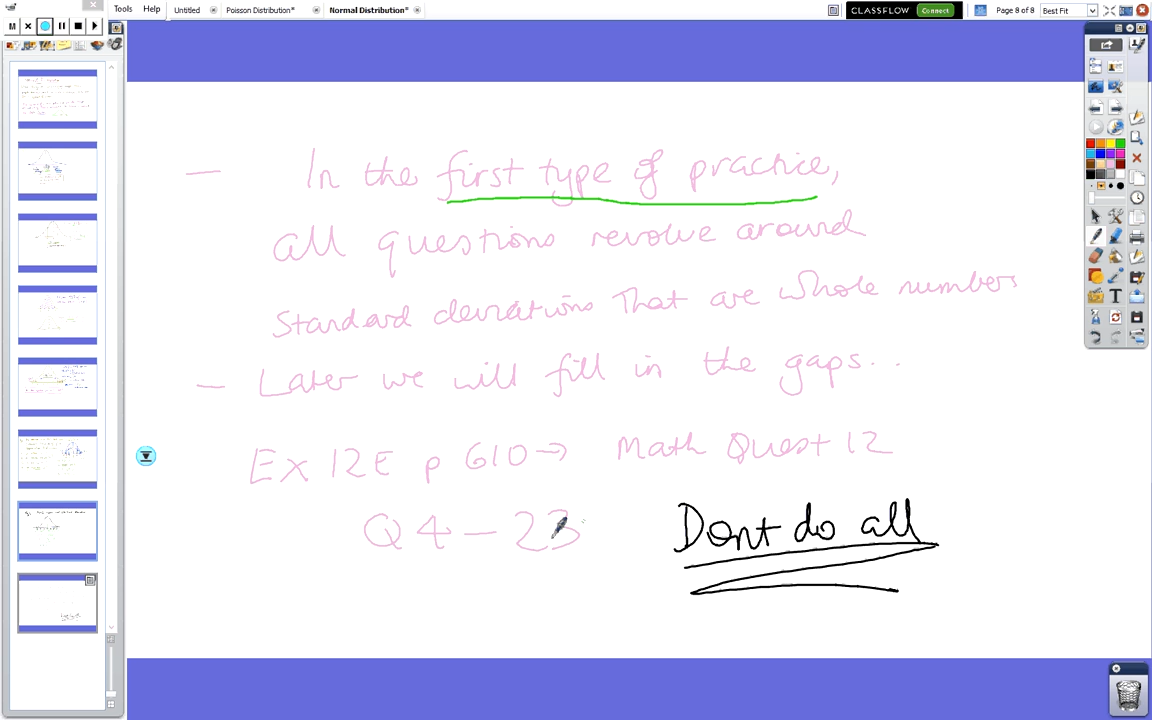 Tools Help Untitled Poisson Distribution* Normal Distribution* CLASSFLOW Connect Page 8 of 8 Best Fit
— In the first type of practice,
all questions revolve around
Standard deviations That are whole numbers
— Later we will fill in the gaps...
Ex 12E p 610 → Math Quest 12
Q 4 — 23
Dont do all